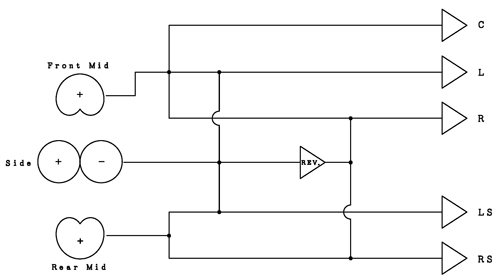 C
Front Mid
+
L
R
Side
+ −
REV.
LS
+
RS
Rear Mid